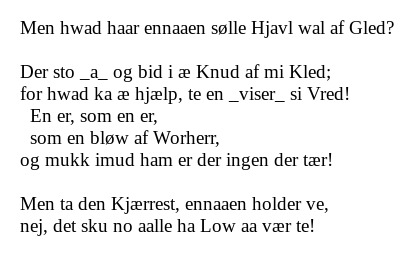 Men hwad haar ennaaen sølle Hjavl wal af Gled?
Der sto _a_ og bid i æ Knud af mi Kled;
for hwad ka æ hjælp, te en _viser_ si Vred!
En er, som en er,
som en bløw af Worherr,
og mukk imud ham er der ingen der tær!
Men ta den Kjærrest, ennaaen holder ve,
nej, det sku no aalle ha Low aa vær te!